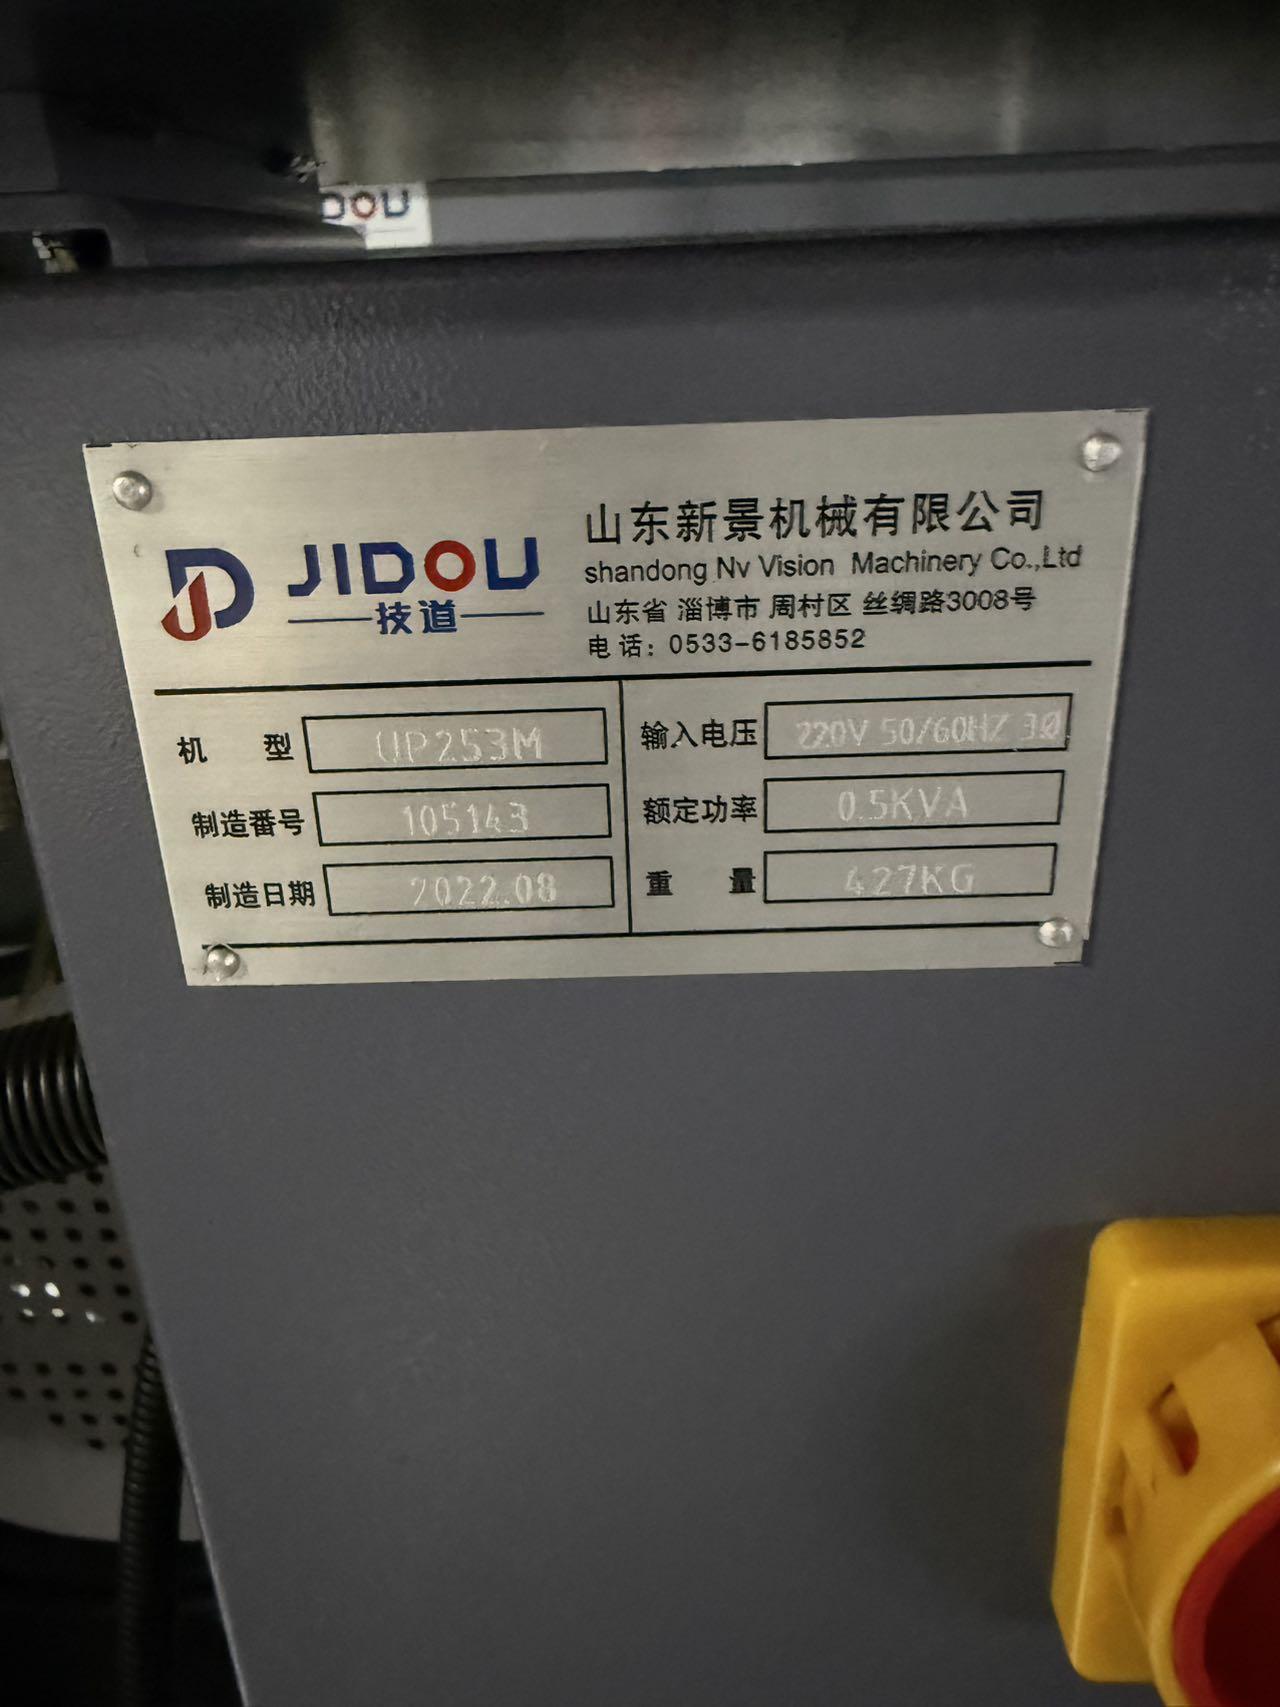 DOU
JIDOU
技道
山东新景机械有限公司
shandong Nv Vision Machinery Co.,Ltd
山东省 淄博市 周村区 丝绸路3008号
电 话：0533-6185852
机 型 UP253M
输入电压 220V 50/60HZ 3Ø
制造番号 105143
额定功率 0.5KVA
制造日期 2022.08
重 量 427KG